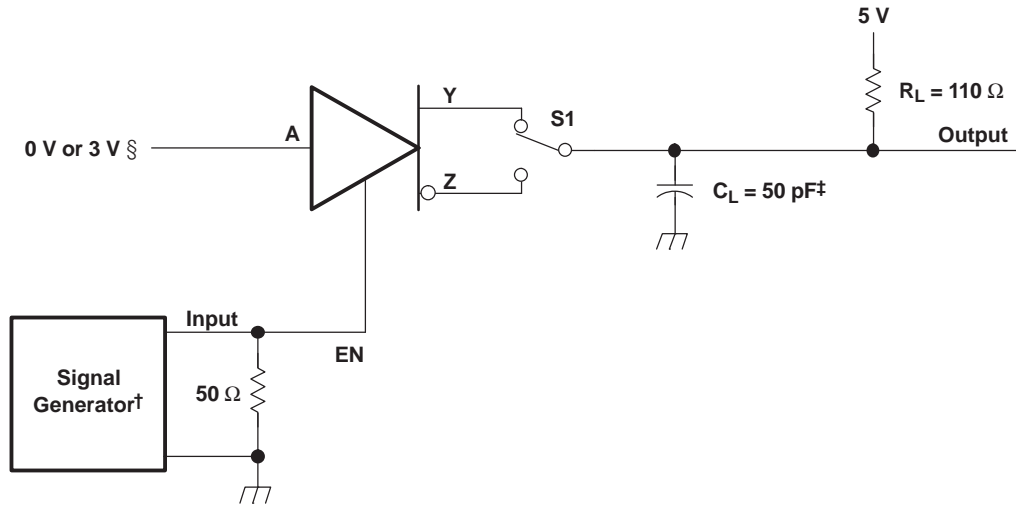 5 V
R_L = 110 Ω
Output
Y
S1
A
0 V or 3 V §
Z
C_L = 50 pF‡
Input
EN
Signal
Generator†
50 Ω